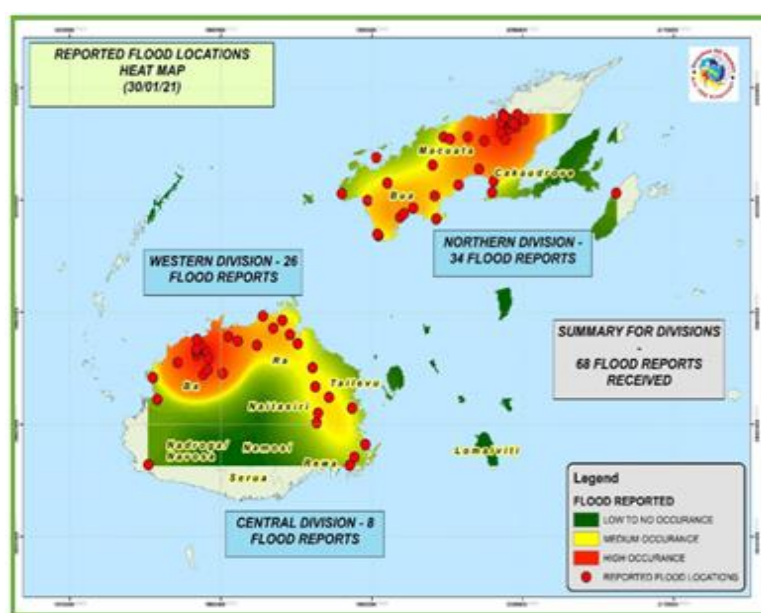 REPORTED FLOOD LOCATIONS
HEAT MAP
(30/01/21)
Macuata
Cakaudrove
Bua
NORTHERN DIVISION -
34 FLOOD REPORTS
WESTERN DIVISION - 26
FLOOD REPORTS
SUMMARY FOR DIVISIONS
-
68 FLOOD REPORTS
RECEIVED
Ra
Ba
Tailevu
Naitasiri
Nadroga/
Navosa
Namosi
Rewa
Serua
Lomaiviti
CENTRAL DIVISION - 8
FLOOD REPORTS
Legend
FLOOD REPORTED
LOW TO NO OCCURANCE
MEDIUM OCCURANCE
HIGH OCCURANCE
REPORTED FLOOD LOCATIONS